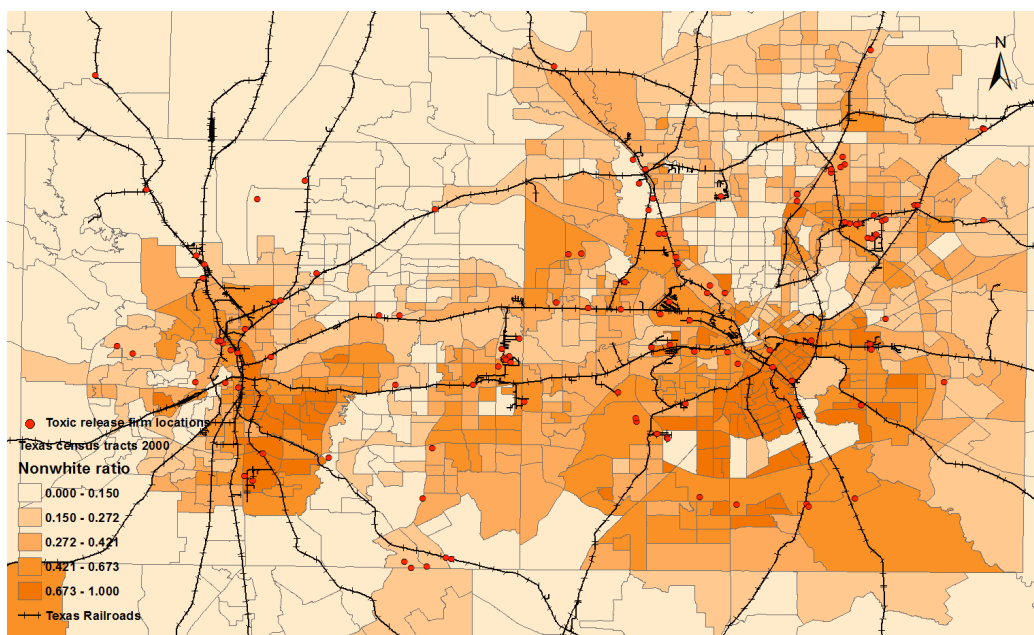 N
Toxic release firm locations
Texas census tracts 2000
Nonwhite ratio
0.000 - 0.150
0.150 - 0.272
0.272 - 0.421
0.421 - 0.673
0.673 - 1.000
Texas Railroads